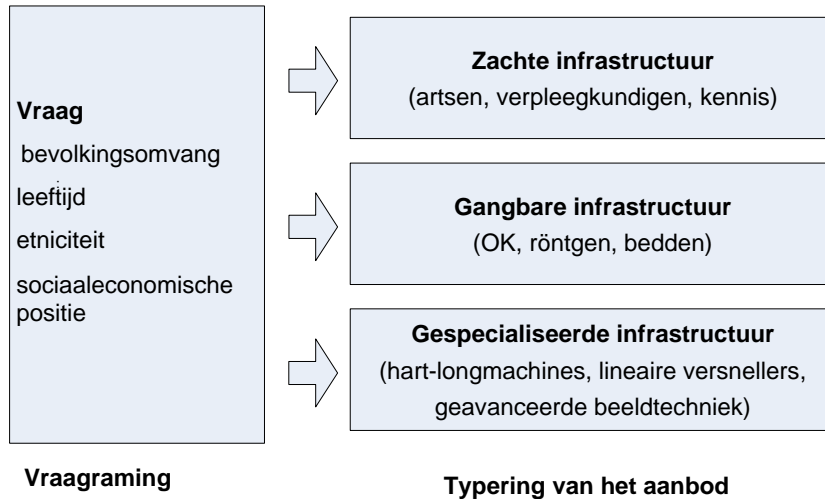 Vraag
bevolkingsomvang
leeftijd
etniciteit
sociaaleconomische
positie
Zachte infrastructuur
(artsen, verpleegkundigen, kennis)
Gangbare infrastructuur
(OK, röntgen, bedden)
Gespecialiseerde infrastructuur
(hart-longmachines, lineaire versnellers,
geavanceerde beeldtechniek)
Vraagraming
Typering van het aanbod